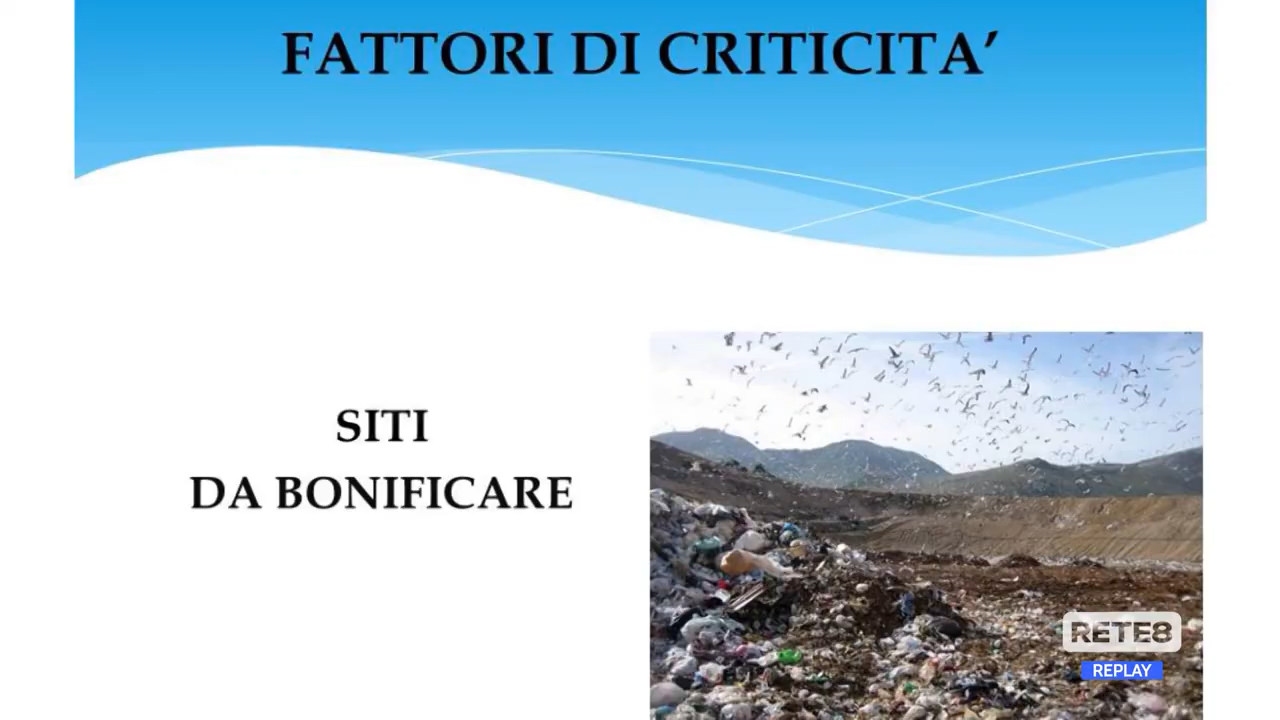 FATTORI DI CRITICITA’
SITI
DA BONIFICARE
RETE8
REPLAY